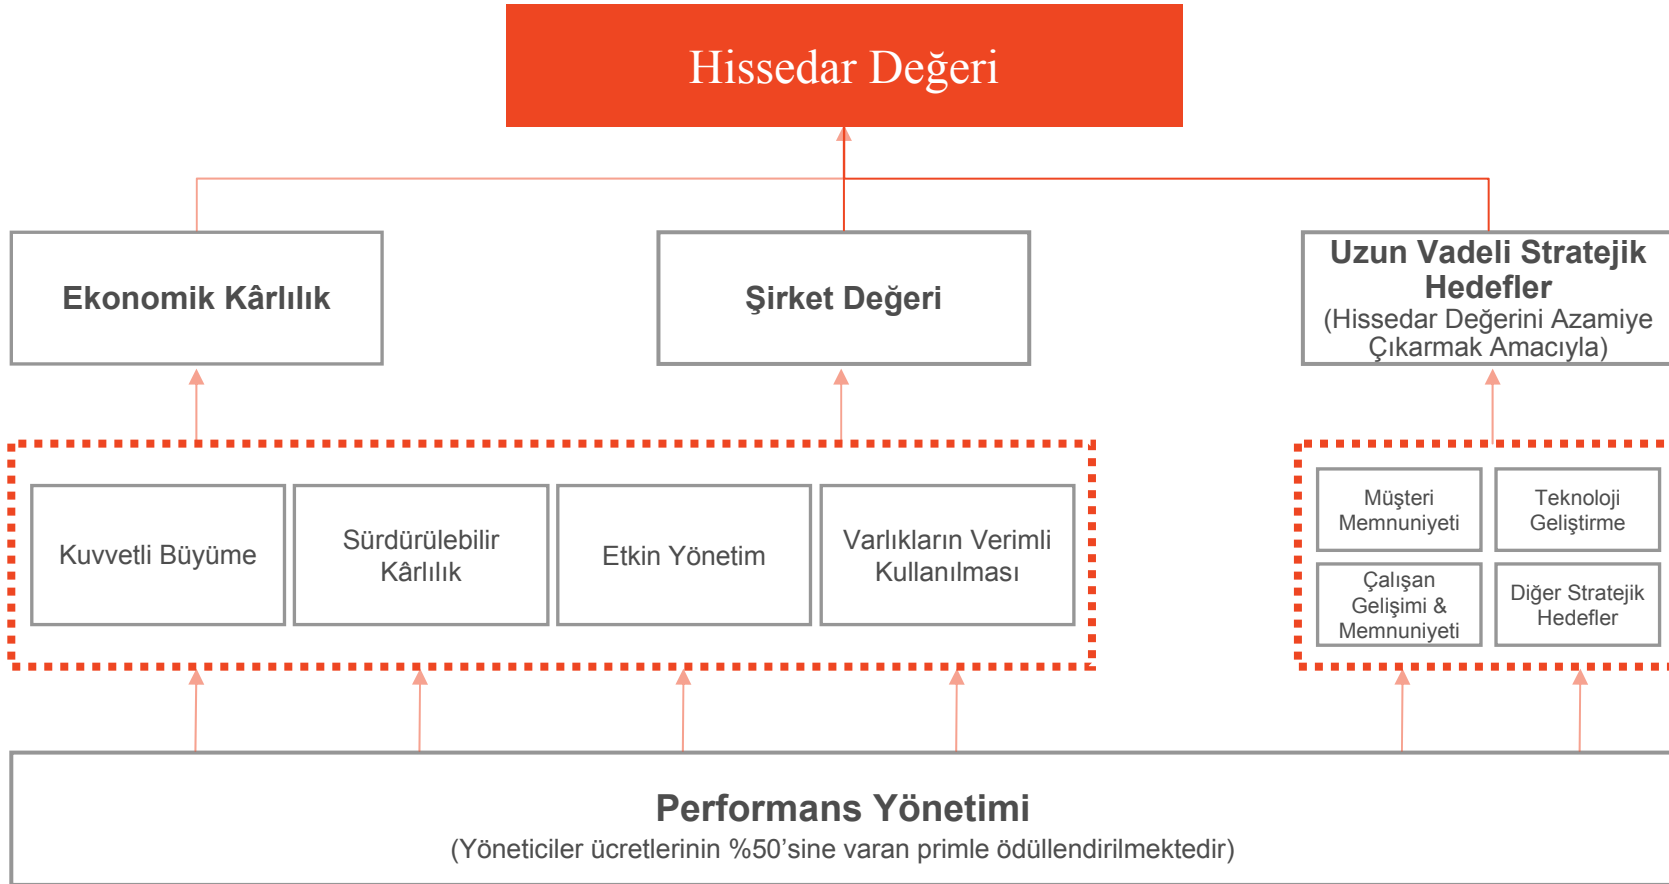 Hissedar Değeri
Ekonomik Kârlılık
Şirket Değeri
Uzun Vadeli Stratejik
Hedefler
(Hissedar Değerini Azamiye
Çıkarmak Amacıyla)
Kuvvetli Büyüme
Sürdürülebilir
Kârlılık
Etkin Yönetim
Varlıkların Verimli
Kullanılması
Müşteri
Memnuniyeti
Teknoloji
Geliştirme
Çalışan
Gelişimi &
Memnuniyeti
Diğer Stratejik
Hedefler
Performans Yönetimi
(Yöneticiler ücretlerinin %50’sine varan primle ödüllendirilmektedir)